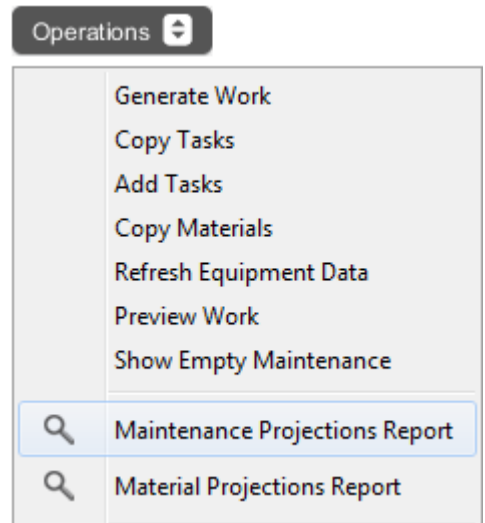 Operations
Generate Work
Copy Tasks
Add Tasks
Copy Materials
Refresh Equipment Data
Preview Work
Show Empty Maintenance
Maintenance Projections Report
Material Projections Report